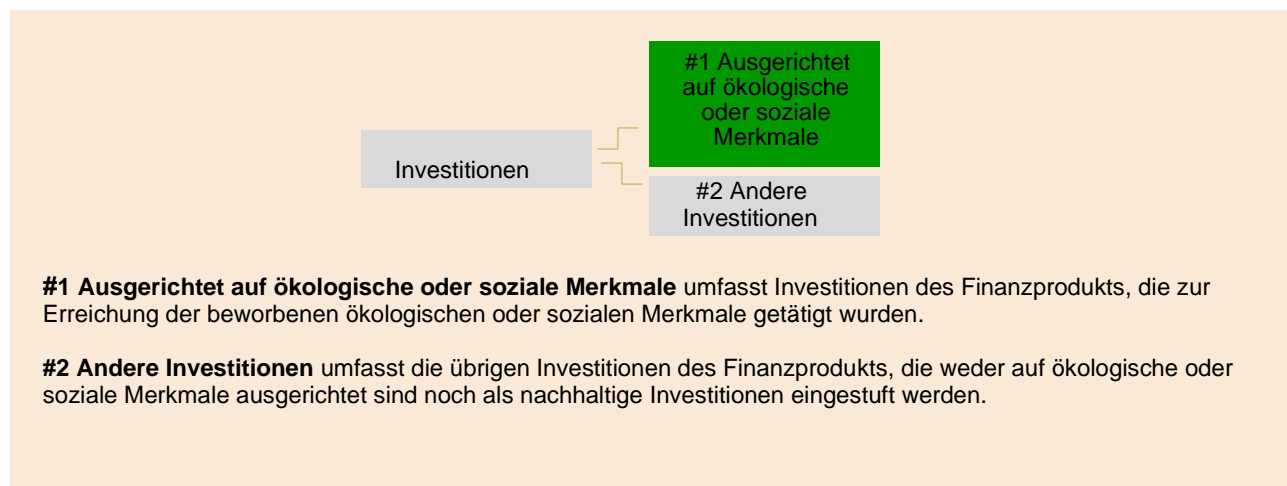 #1 Ausgerichtet
auf ökologische
oder soziale
Merkmale
Investitionen
#2 Andere
Investitionen
#1 Ausgerichtet auf ökologische oder soziale Merkmale umfasst Investitionen des Finanzprodukts, die zur
Erreichung der beworbenen ökologischen oder sozialen Merkmale getätigt wurden.
#2 Andere Investitionen umfasst die übrigen Investitionen des Finanzprodukts, die weder auf ökologische oder
soziale Merkmale ausgerichtet sind noch als nachhaltige Investitionen eingestuft werden.